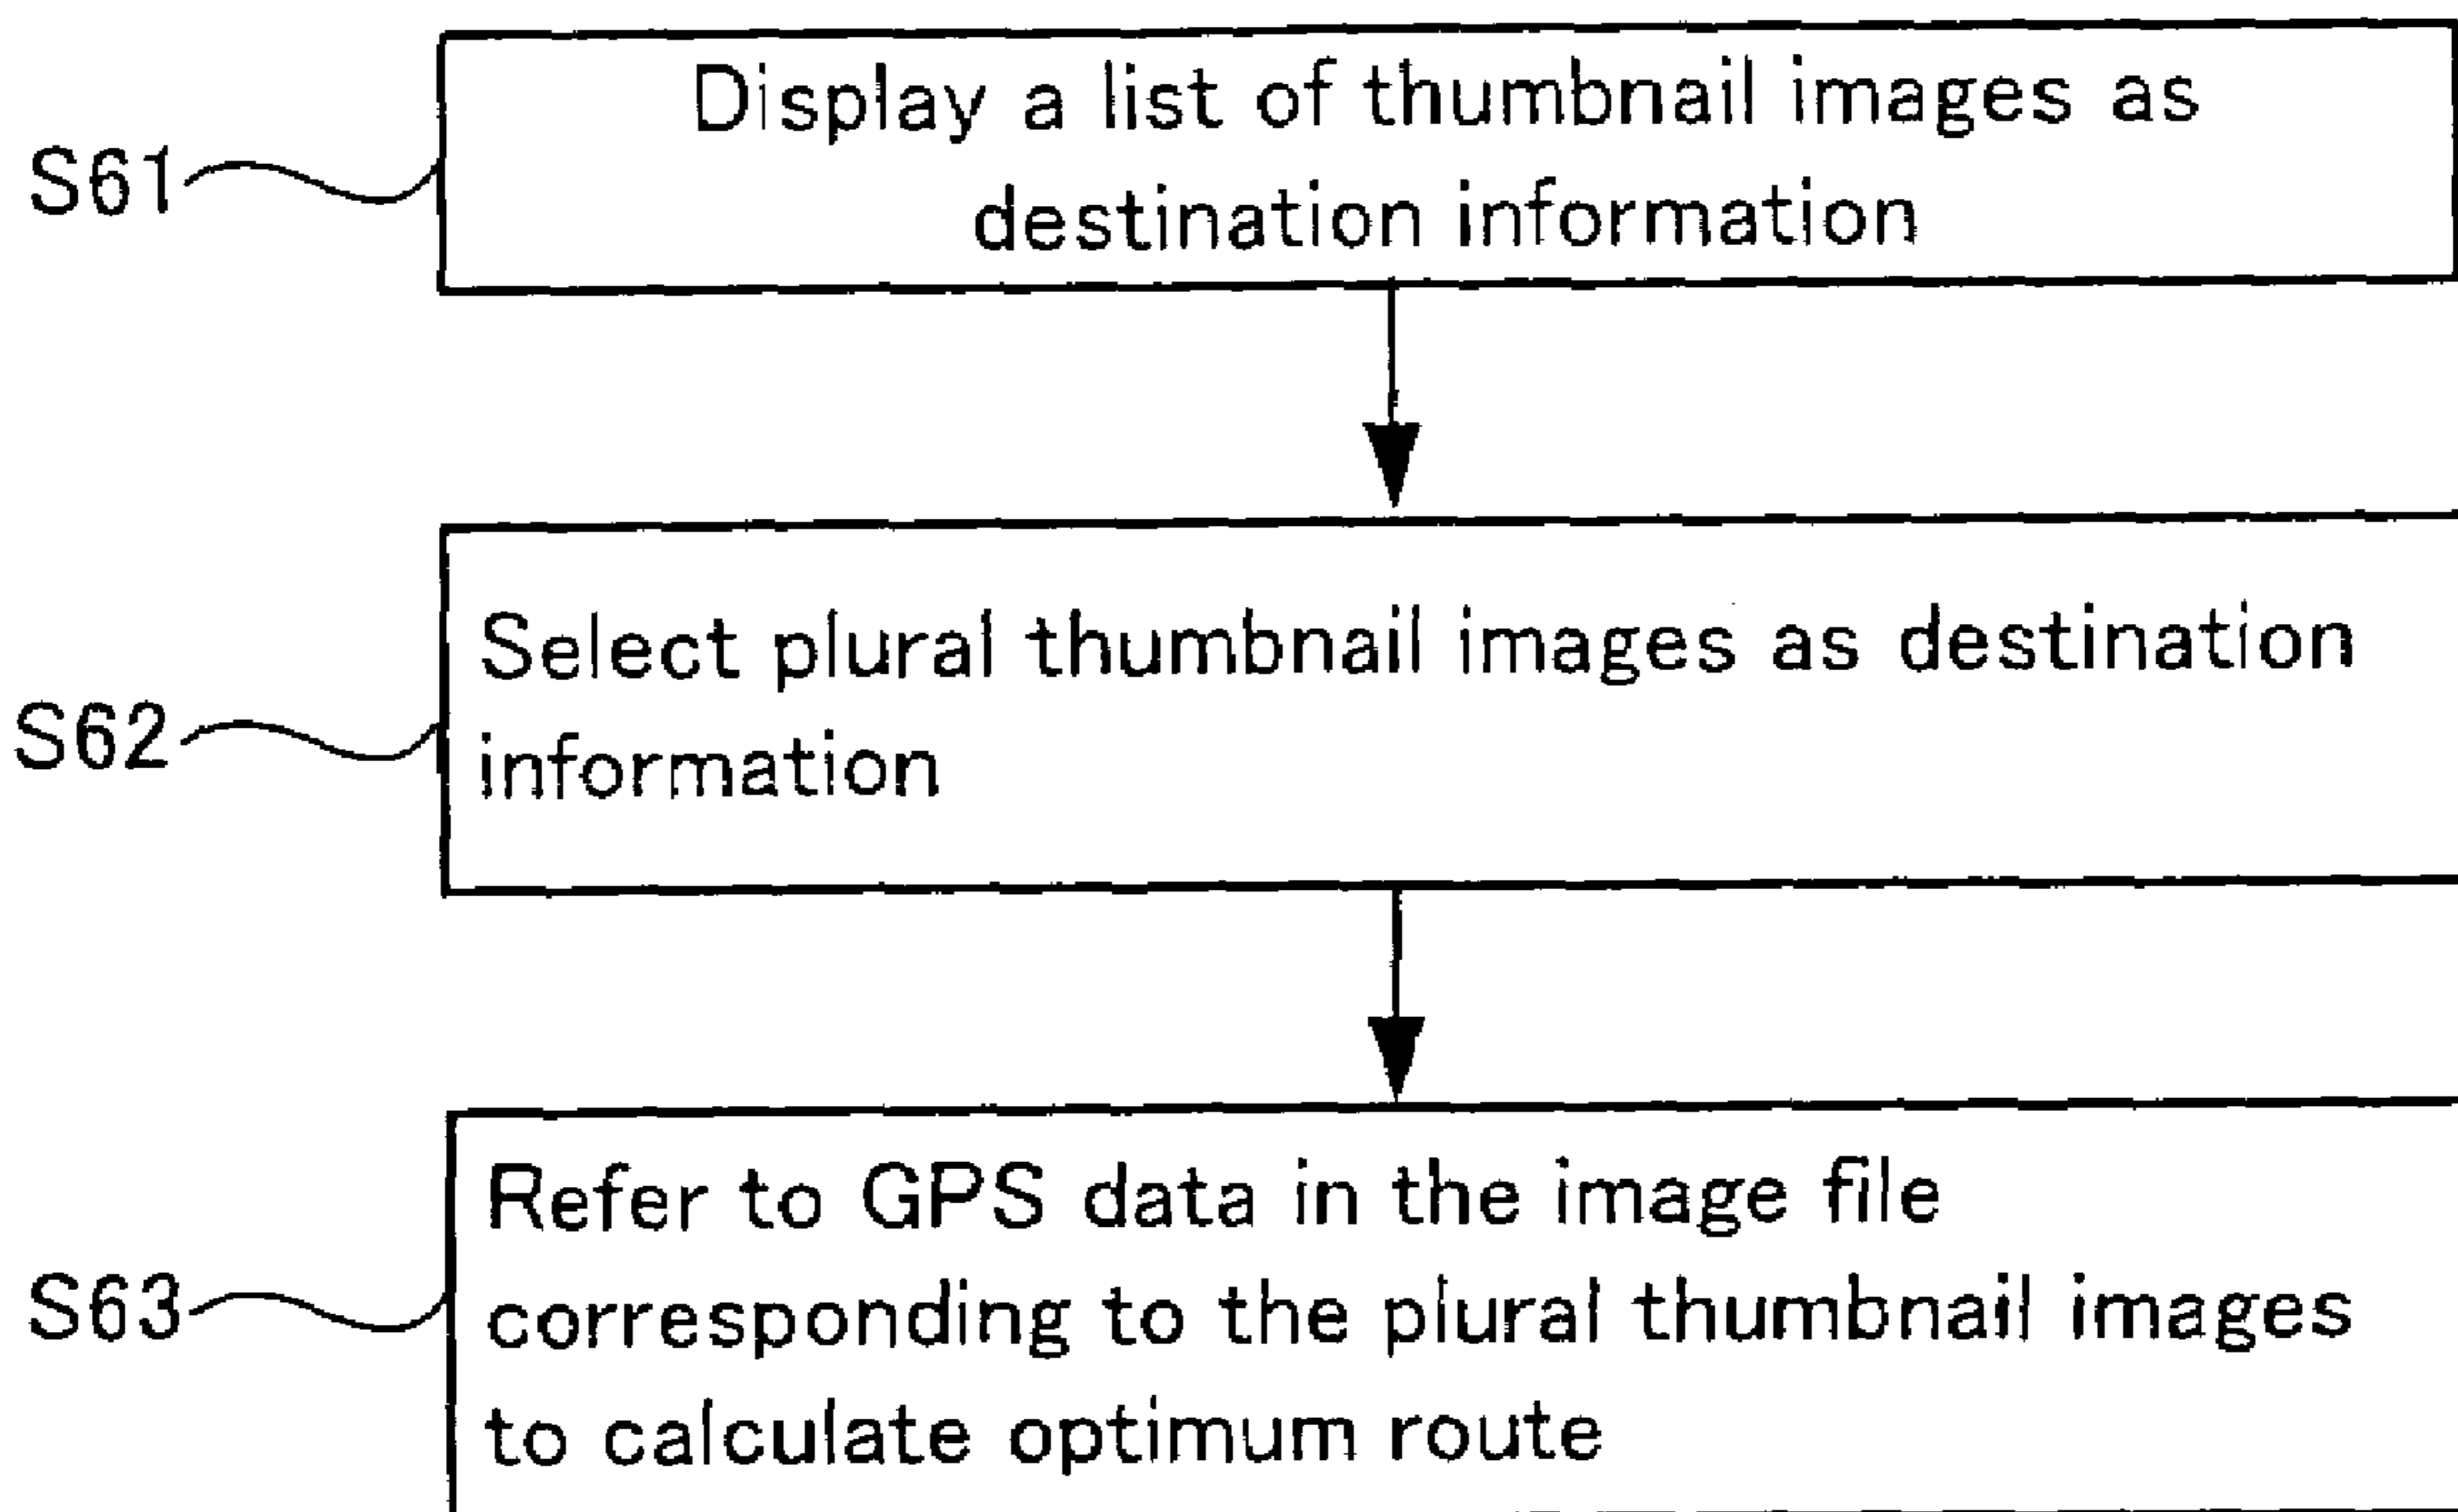 Display a list of thumbnail images as
S61
destination information
Select plural thumbnail images as destination
S62
information
Refer to GPS data in the image file
S63
corresponding to the plural thumbnail images
to calculate optimum route